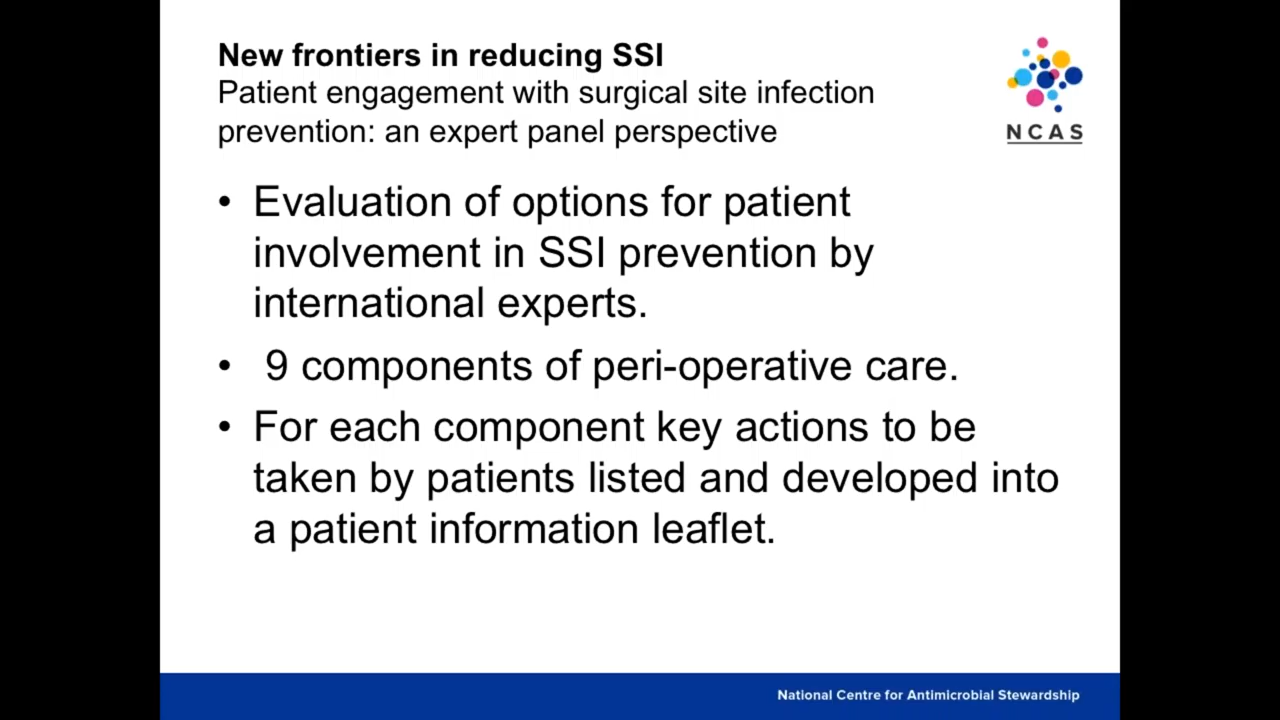 New frontiers in reducing SSI
Patient engagement with surgical site infection
prevention: an expert panel perspective
NCAS
• Evaluation of options for patient
involvement in SSI prevention by
international experts.
• 9 components of peri-operative care.
• For each component key actions to be
taken by patients listed and developed into
a patient information leaflet.
National Centre for Antimicrobial Stewardship